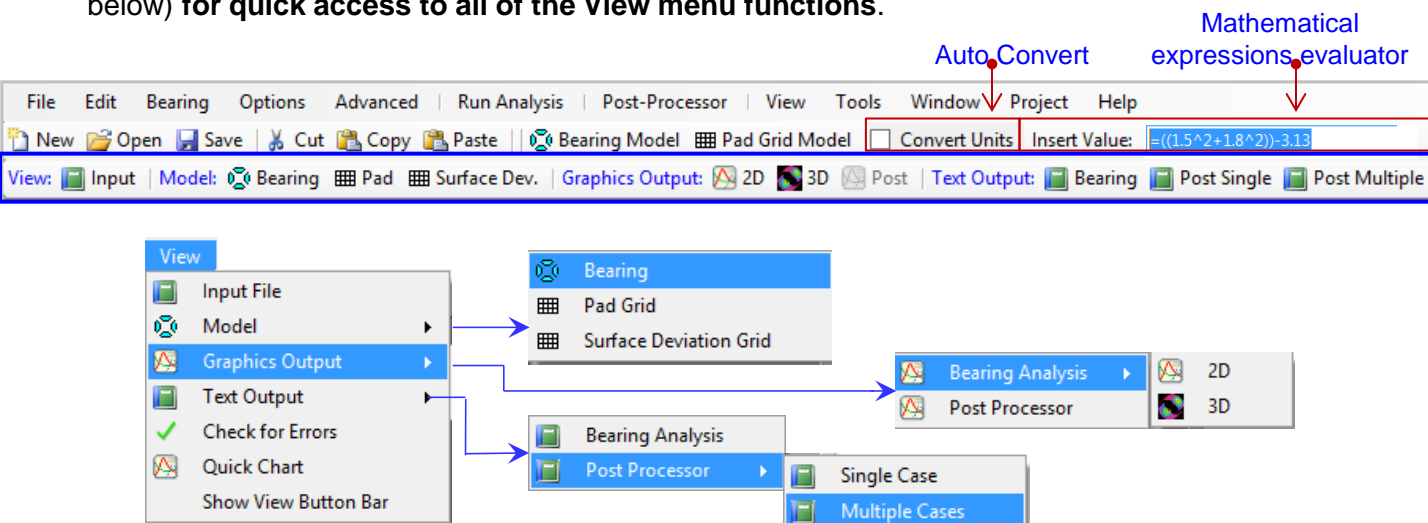 below) for quick access to all of the View menu functions.
Mathematical
Auto Convert expressions evaluator
File Edit Bearing Options Advanced | Run Analysis | Post-Processor | View Tools Window Project Help
New Open Save | Cut Copy Paste || Bearing Model Pad Grid Model Convert Units Insert Value: =((1.5^2+1.8^2))-3.13
View: Input | Model: Bearing Pad Surface Dev. | Graphics Output: 2D 3D Post | Text Output: Bearing Post Single Post Multiple
View
Input File
Model
Graphics Output
Text Output
Check for Errors
Quick Chart
Show View Button Bar
Bearing
Pad Grid
Surface Deviation Grid
Bearing Analysis
Post Processor
2D
3D
Bearing Analysis
Post Processor
Single Case
Multiple Cases